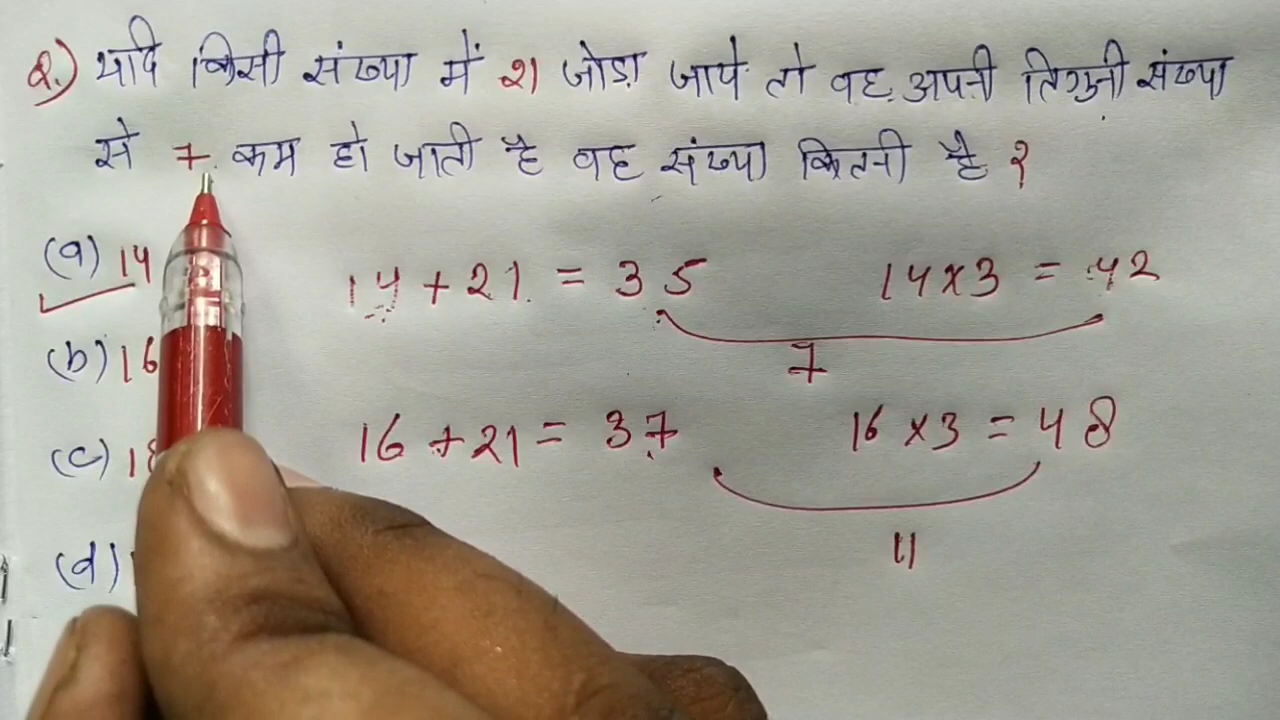 Q.) यदि किसी संख्या में २१ जोड़ा जाये तो वह अपनी तिगुनी संख्या
से 7 कम हो जाती है वह संख्या कितनी है ?
(a) 14
14 + 21 = 35
14 x 3 = 42
7
(b) 16
16 + 21 = 37
16 x 3 = 48
11
(c)
(d)